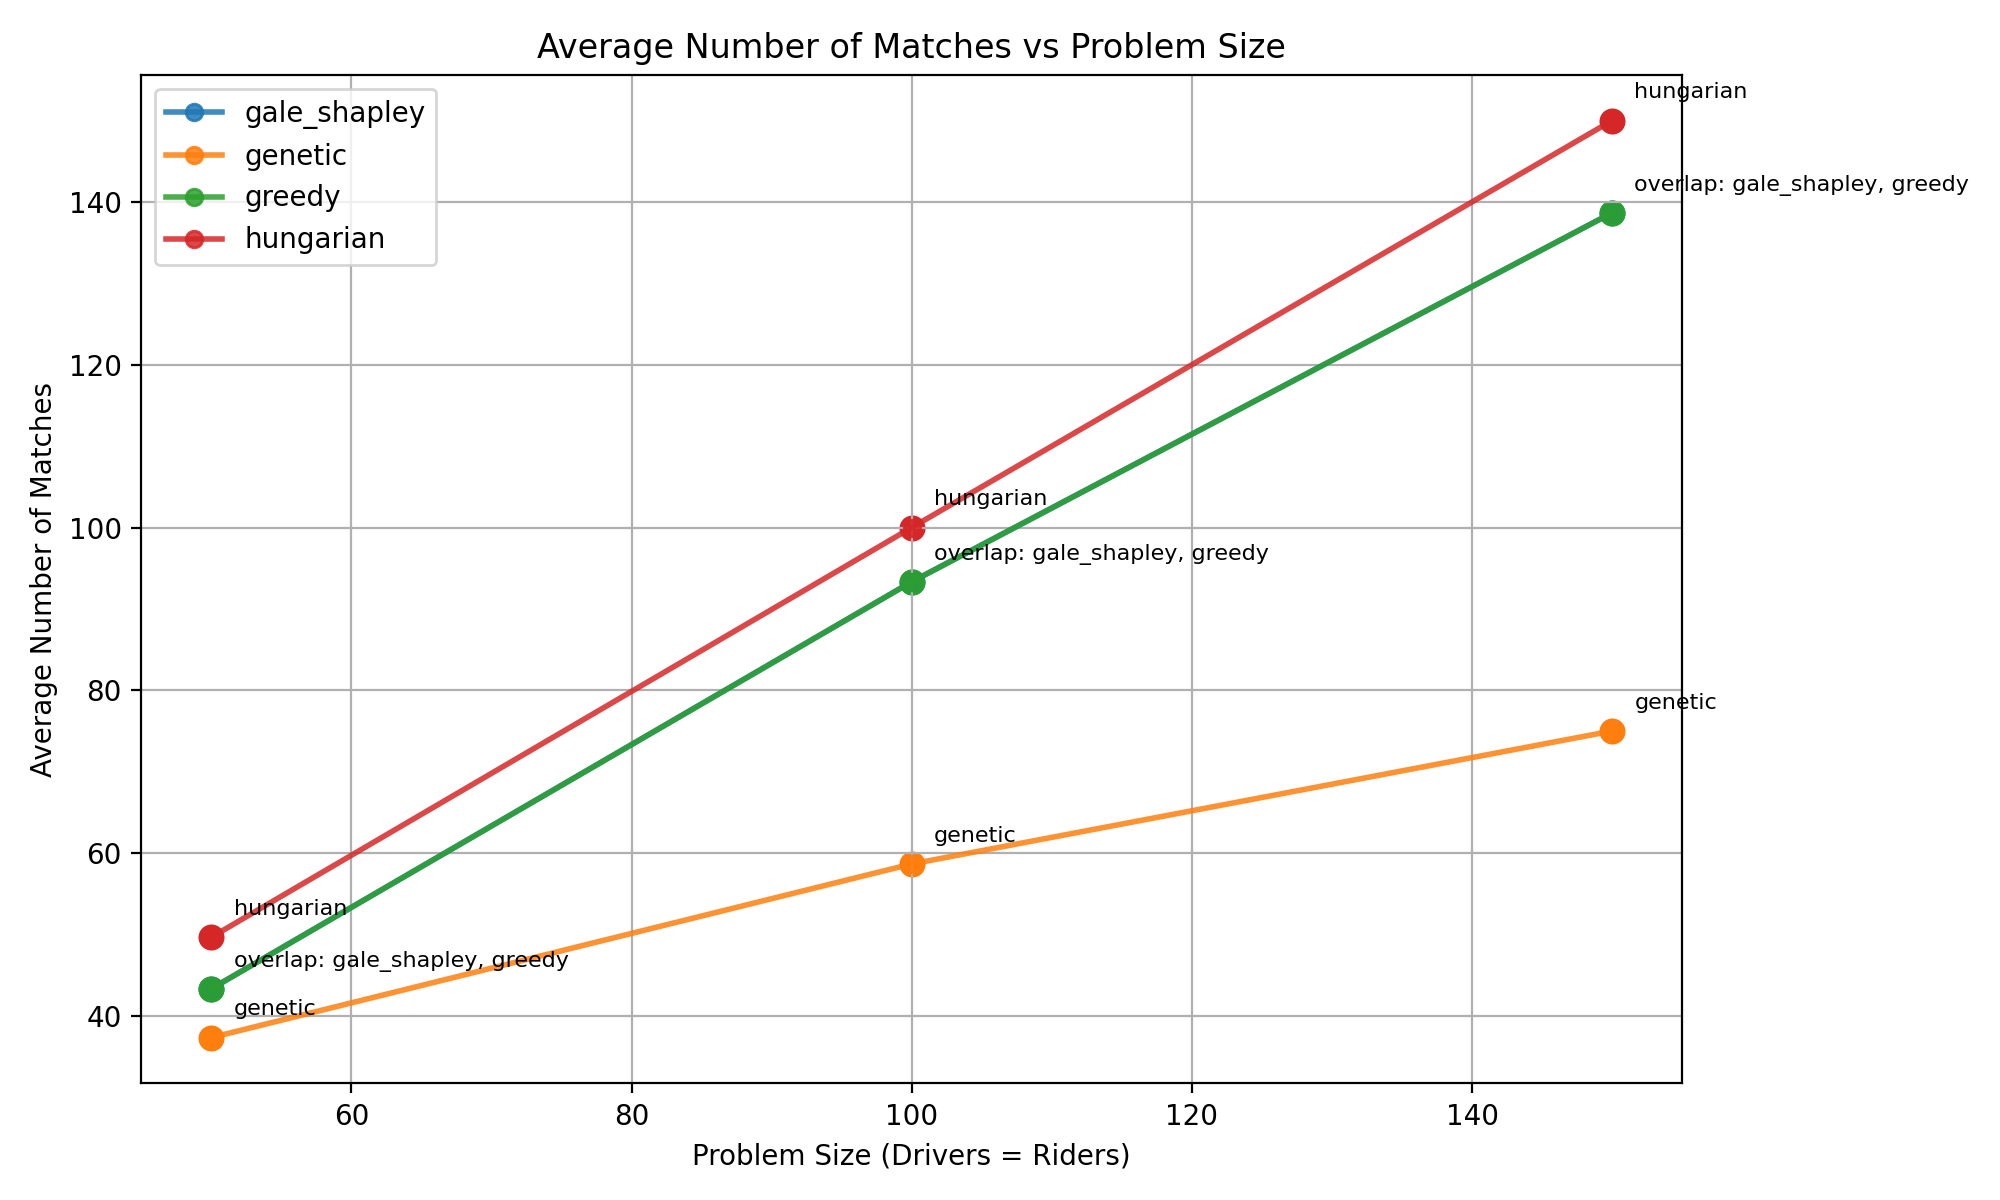 Average Number of Matches vs Problem Size
gale_shapley
genetic
greedy
hungarian
hungarian
overlap: gale_shapley, greedy
hungarian
overlap: gale_shapley, greedy
genetic
genetic
hungarian
overlap: gale_shapley, greedy
genetic
Average Number of Matches
140
120
100
80
60
40
60
80
100
120
140
Problem Size (Drivers = Riders)